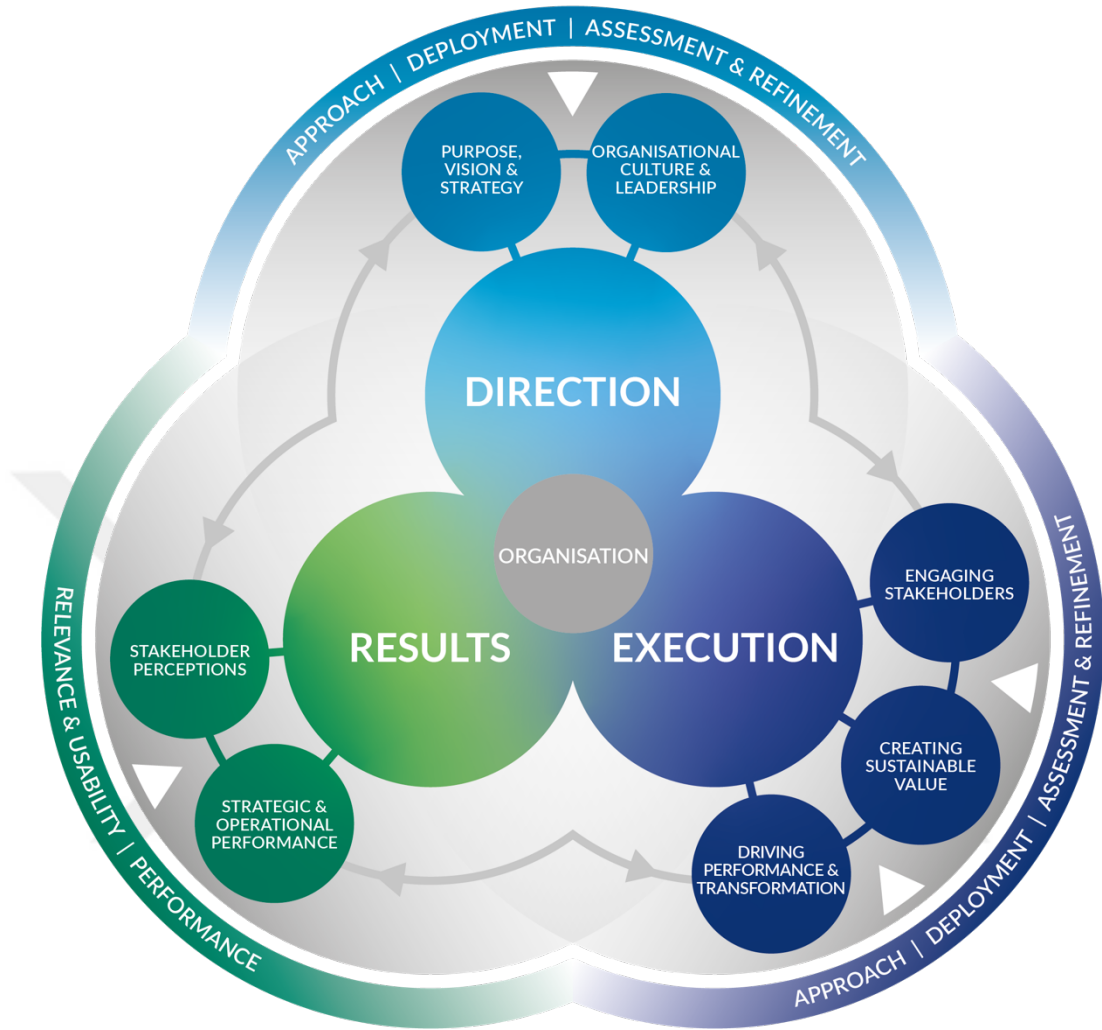 APPROACH | DEPLOYMENT | ASSESSMENT & REFINEMENT
PURPOSE,
VISION &
STRATEGY
ORGANISATIONAL
CULTURE &
LEADERSHIP
DIRECTION
ORGANISATION
RESULTS
EXECUTION
ENGAGING
STAKEHOLDERS
CREATING
SUSTAINABLE
VALUE
DRIVING
PERFORMANCE &
TRANSFORMATION
STAKEHOLDER
PERCEPTIONS
STRATEGIC &
OPERATIONAL
PERFORMANCE
RELEVANCE & USABILITY | PERFORMANCE
APPROACH | DEPLOYMENT | ASSESSMENT & REFINEMENT